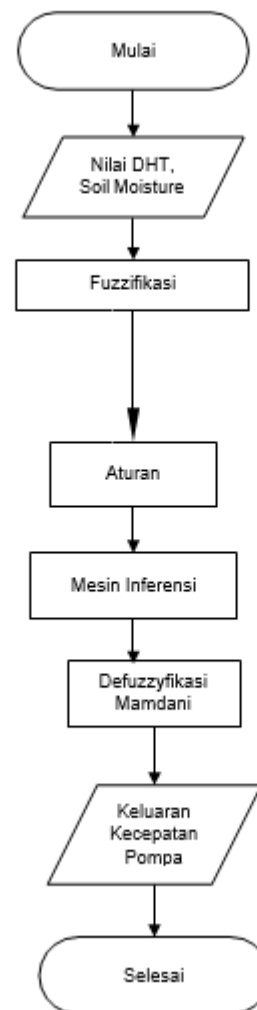 Mulai
Nilai DHT,
Soil Moisture
Fuzzifikasi
Aturan
Mesin Inferensi
Defuzzyfikasi
Mamdani
Keluaran
Kecepatan
Pompa
Selesai